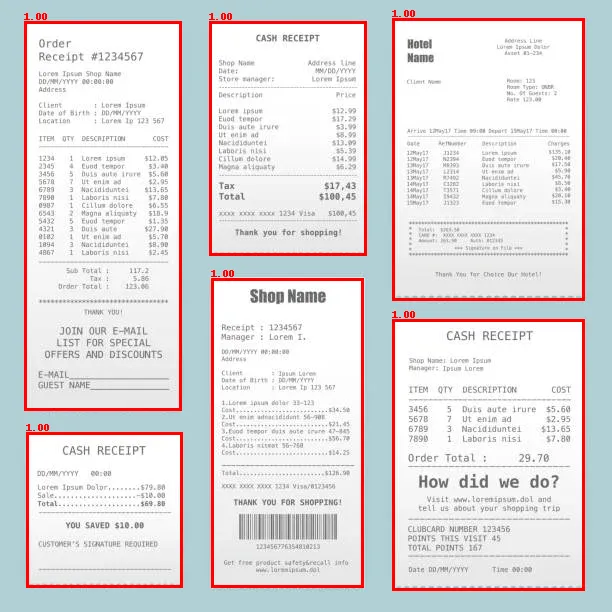 1.00
Order
Receipt #1234567
Lorem Ipsum Shop Name
DD/MM/YYYY 00:00:00
Address
Client : Lorem Ipsum
Date of Birth : DD/MM/YYYY
Location : Lorem Ip 123 567
ITEM QTY DESCRIPTION COST
1234 1 Lorem ipsum $12.05
2345 4 Euod tempor $3.40
3456 5 Duis aute irure $5.60
5678 7 Ut enim ad $2.95
6789 3 Nacididuntei $13.65
7890 1 Laboris nisi $7.80
0987 1 Cillum dolore $6.55
6543 2 Magna aliquaty $18.9
5432 5 Euod tempor $1.35
4321 3 Duis aute $27.90
0102 1 Ut enim ad $5.70
1094 3 Nacididuntei $8.90
4867 1 Laboris nisi $2.45
Sub Total : 117.2
Tax : 5.86
Order Total : 123.06
**********************************
THANK YOU!
JOIN OUR E-MAIL
LIST FOR SPECIAL
OFFERS AND DISCOUNTS
E-MAIL
GUEST NAME
1.00
CASH RECEIPT
Shop Name Address line
Date: MM/DD/YYYY
Store manager: Lorem Ipsum
Description Price
Lorem ipsum $12.99
Euod tempor $17.29
Duis aute irure $3.99
Ut enim ad $8.99
Nacididuntei $13.09
Laboris nisi $5.39
Cillum dolore $14.99
Magna aliquaty $6.29
Tax $17,43
Total $100,45
xxxx xxxx xxxx 1234 Visa $100,45
Thank you for shopping!
1.00
Hotel
Name
Address Line
Lorem Ipsum Dolor
Asset 01-234
Client Name
Room: 123
Room Type: QNBR
No. Of Guests: 2
Rate 123.00
Arrive 12May17 Time 00:00 Depart 15May17 Time 00:00
Date RefNumber Description Charges
12May17 J1234 Lorem ipsum $135.10
12May17 N2394 Euod tempor $20.40
12May17 Duis aute irure
13May17 L2314 Ut enim ad $5.90
14May17 R7492 Nacididuntei $45.70
14May17 C3282 Laboris nisi
14May17 T3571 Cillum dolore
14May17 Magna aliquaty
15May17 Euod tempor
Total: $263.50
CARD #: XXXX XXXX XXXX 1234
Amount: 263.50 Auth: 012345
*** Signature on File ***
Thank You For Choice Our Hotel!
1.00
Shop Name
Receipt : 1234567
Manager : Lorem I.
DD/MM/YYYY 00:00:00
Address
Client : Ipsum Lorem
Date of Birth : DD/MM/YYYY
Location : Lorem Ip 123 567
1.Lorem ipsum dolor 33-123
Cost............................$34.50
2.Ut enim adnacididunt 56-908
Cost............................$21.45
3.Euod tempor duis aute irure 47-845
Cost............................$56.70
4.Laboris nitmat 56-760
Cost............................$14.25
Total...........................$126.90
XXXX XXXX XXXX 1234 Visa/0123456
THANK YOU FOR SHOPPING!
123456776354810213
Get free product safety&recall info
www.loremipsum.dol
1.00
CASH RECEIPT
Shop Name: Lorem Ipsum
Manager: Ipsum Lorem
ITEM QTY DESCRIPTION COST
3456 5 Duis aute irure $5.60
5678 7 Ut enim ad $2.95
6789 3 Nacididuntei $13.65
7890 1 Laboris nisi $7.80
Order Total : 29.70
How did we do?
Visit www.loremipsum.dol and
tell us about your shopping trip
CLUBCARD NUMBER 123456
POINTS THIS VISIT 45
TOTAL POINTS 167
Date DD/MM/YYYY Time 00:00
1.00
CASH RECEIPT
DD/MM/YYYY 00:00
Lorem Ipsum Dolor.......$79.80
Sale....................-$10.00
Total...................$69.80
YOU SAVED $10.00
CUSTOMER'S SIGNATURE REQUIRED